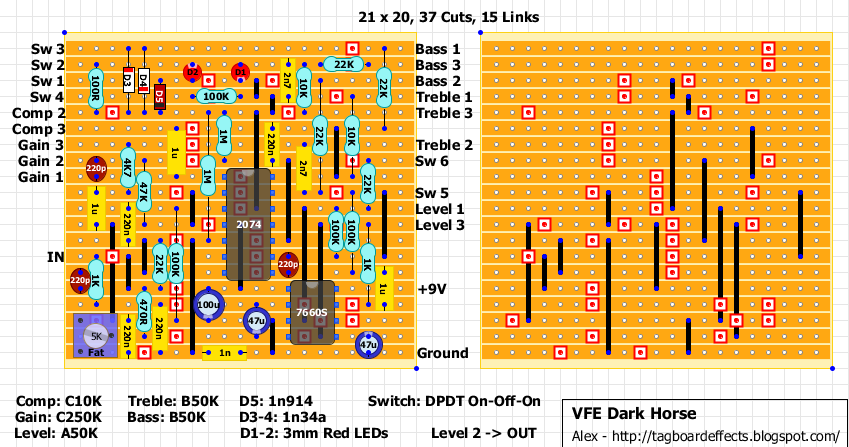 21 x 20, 37 Cuts, 15 Links
Sw 3
Sw 2
Sw 1
Sw 4
Comp 2
Comp 3
Gain 3
Gain 2
Gain 1
IN
Bass 1
Bass 3
Bass 2
Treble 1
Treble 3
Treble 2
Sw 6
Sw 5
Level 1
Level 3
+9V
Ground
D2
D1
22K
100R
D3
D4
D5
100K
2n7
10K
22K
1M
22K
10K
1u
220n
220p
4K7
1M
2n7
47K
22K
1u
220n
2074
100K
100K
22K
100K
220p
1K
220p
1K
1u
470R
100u
7660S
5K
Fat
220n
220n
47u
1n
47u
Comp: C10K
Treble: B50K
D5: 1n914
Switch: DPDT On-Off-On
Gain: C250K
Bass: B50K
D3-4: 1n34a
Level: A50K
D1-2: 3mm Red LEDs
Level 2 -> OUT
VFE Dark Horse
Alex - http://tagboardeffects.blogspot.com/